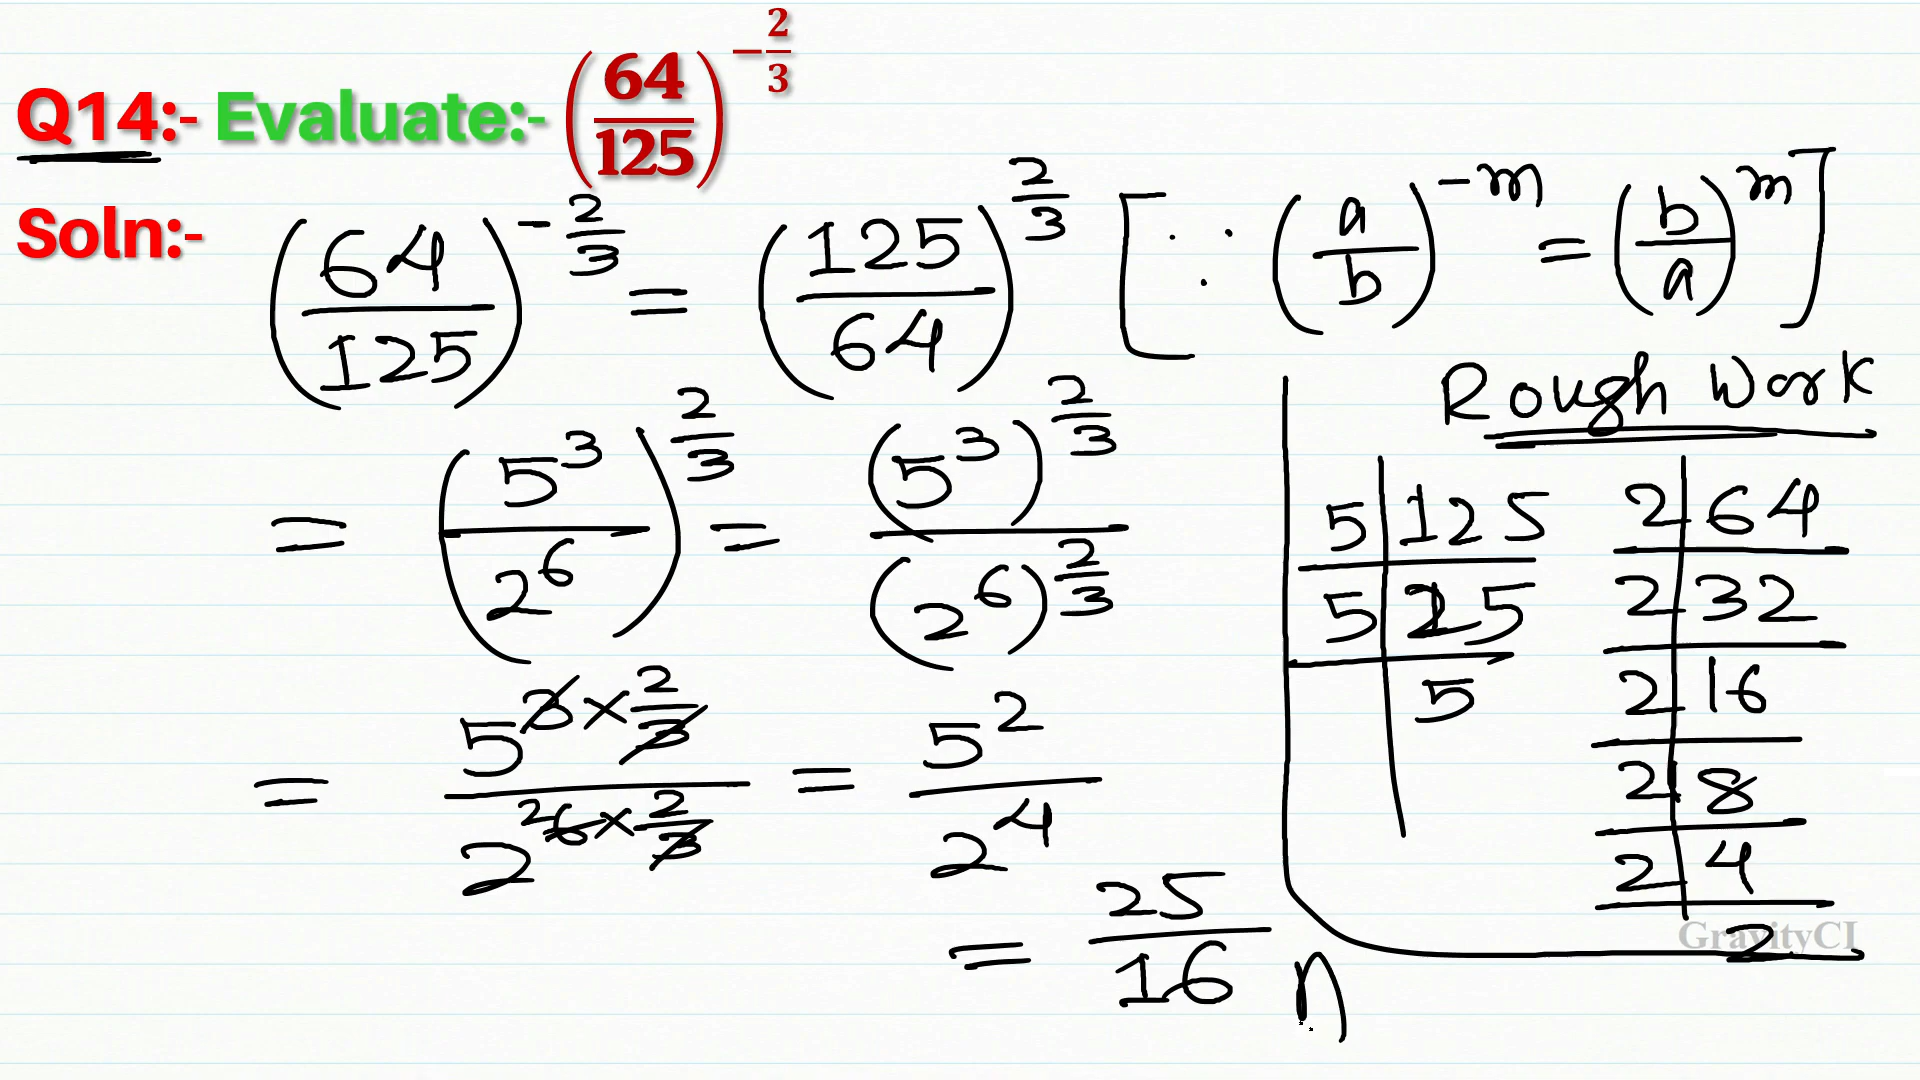 Q14:- Evaluate:- (64/125)^(-2/3)
Soln:- (64/125)^(-2/3) = (125/64)^(2/3) [∵ (a/b)^(-m) = (b/a)^m]
= (5^3/2^6)^(2/3) = (5^3)^(2/3)/(2^6)^(2/3)
= 5^(3×2/3)/2^(6×2/3) = 5^2/2^4
= 25/16
Rough Work
5 | 125
5 | 25
5
2 | 64
2 | 32
2 | 16
2 | 8
2 | 4
2
GravityCI